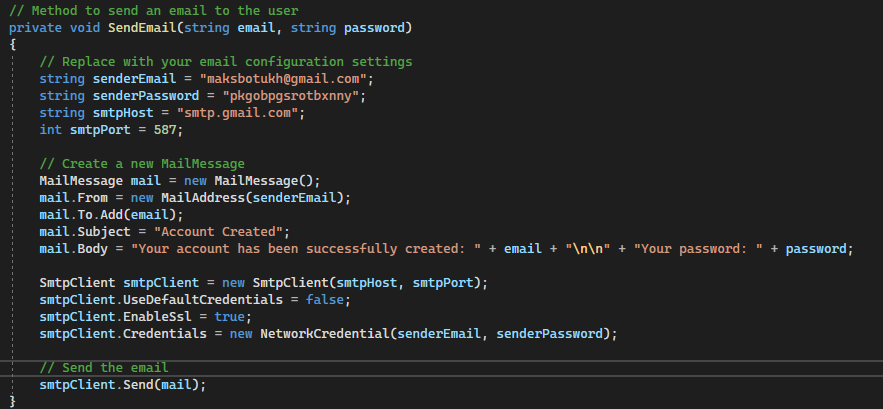 // Method to send an email to the user
private void SendEmail(string email, string password)
{
// Replace with your email configuration settings
string senderEmail = "maksbotukh@gmail.com";
string senderPassword = "pkgobpgsrotbxnny";
string smtpHost = "smtp.gmail.com";
int smtpPort = 587;
// Create a new MailMessage
MailMessage mail = new MailMessage();
mail.From = new MailAddress(senderEmail);
mail.To.Add(email);
mail.Subject = "Account Created";
mail.Body = "Your account has been successfully created: " + email + "\n\n" + "Your password: " + password;
SmtpClient smtpClient = new SmtpClient(smtpHost, smtpPort);
smtpClient.UseDefaultCredentials = false;
smtpClient.EnableSsl = true;
smtpClient.Credentials = new NetworkCredential(senderEmail, senderPassword);
// Send the email
smtpClient.Send(mail);
}